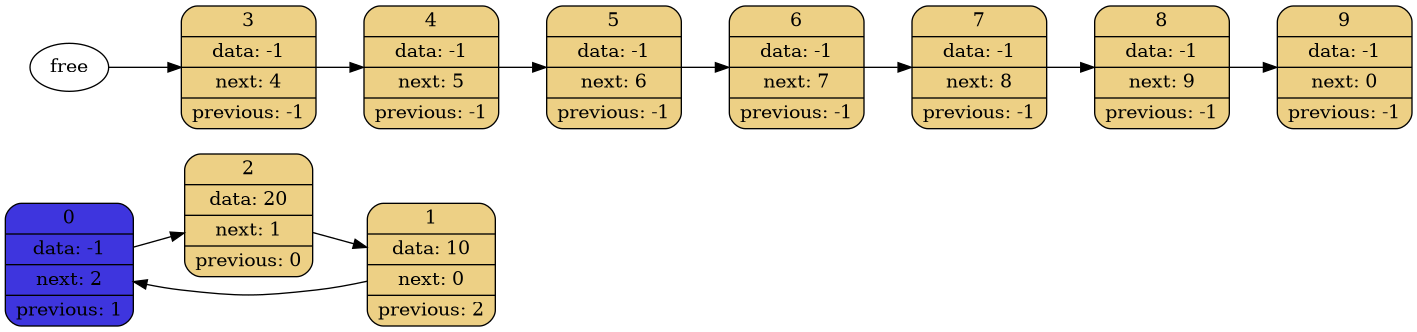 free
3
data: -1
next: 4
previous: -1
4
data: -1
next: 5
previous: -1
5
data: -1
next: 6
previous: -1
6
data: -1
next: 7
previous: -1
7
data: -1
next: 8
previous: -1
8
data: -1
next: 9
previous: -1
9
data: -1
next: 0
previous: -1
0
data: -1
next: 2
previous: 1
2
data: 20
next: 1
previous: 0
1
data: 10
next: 0
previous: 2